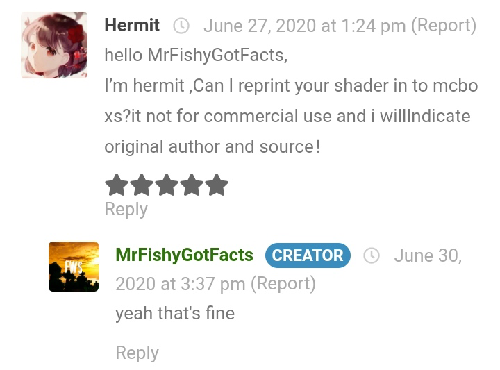 Hermit June 27, 2020 at 1:24 pm (Report)
hello MrFishyGotFacts,
I'm hermit ,Can I reprint your shader in to mcbo
xs?it not for commercial use and i willIndicate
original author and source!
Reply
MrFishyGotFacts CREATOR June 30,
2020 at 3:37 pm (Report)
yeah that's fine
Reply